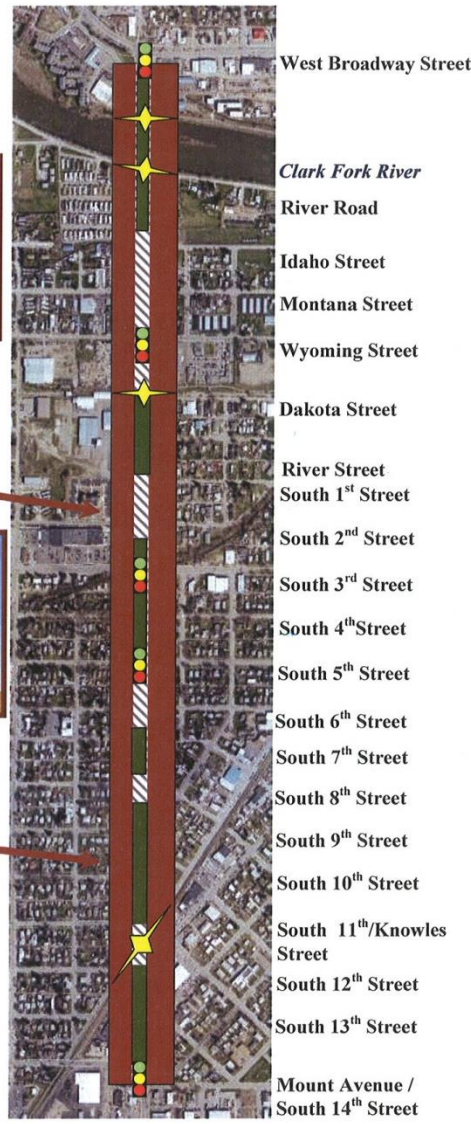 West Broadway Street
Clark Fork River
River Road
Idaho Street
Montana Street
Wyoming Street
Dakota Street
River Street
South 1st Street
South 2nd Street
South 3rd Street
South 4thStreet
South 5th Street
South 6th Street
South 7th Street
South 8th Street
South 9th Street
South 10th Street
South 11th/Knowles
Street
South 12th Street
South 13th Street
Mount Avenue /
South 14th Street